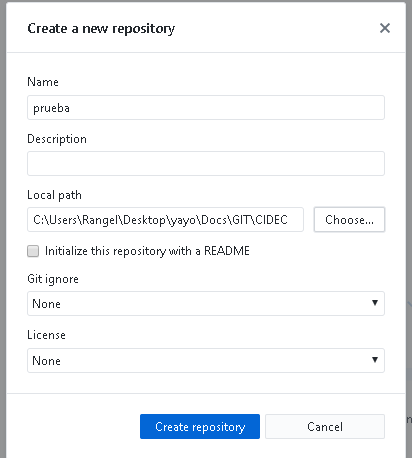 Create a new repository
Name
prueba
Description
Local path
C:\Users\Rangel\Desktop\yayo\Docs\GIT\CIDEC
Choose...
Initialize this repository with a README
Git ignore
None
License
None
Create repository
Cancel